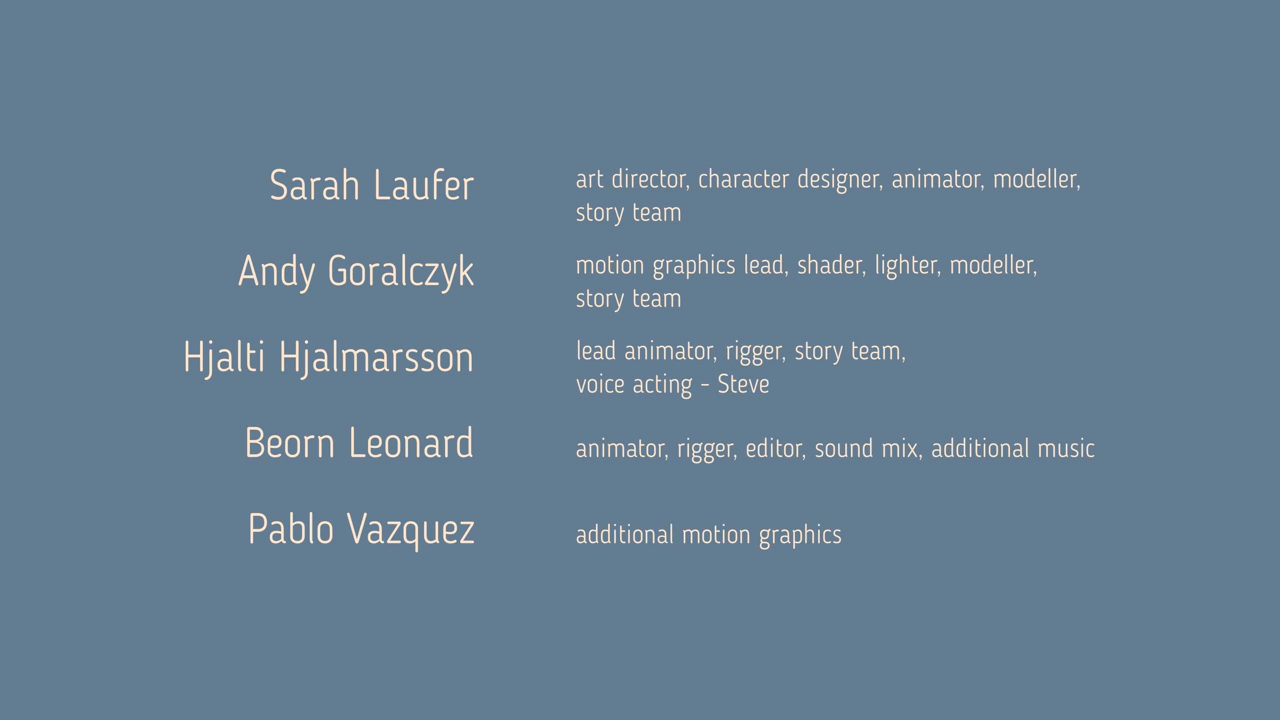 Sarah Laufer
art director, character designer, animator, modeller,
story team
Andy Goralczyk
motion graphics lead, shader, lighter, modeller,
story team
Hjalti Hjalmarsson
lead animator, rigger, story team,
voice acting - Steve
Beorn Leonard
animator, rigger, editor, sound mix, additional music
Pablo Vazquez
additional motion graphics